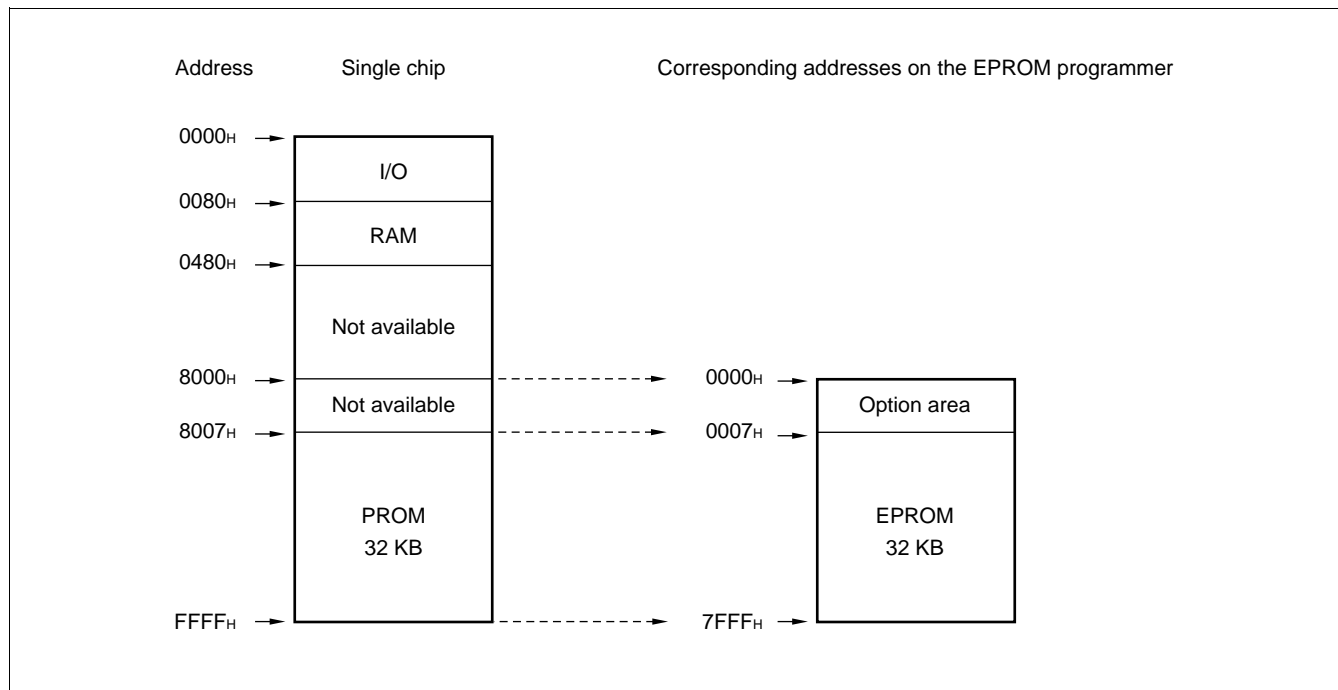 Address Single chip Corresponding addresses on the EPROM programmer
0000H
I/O
0080H
RAM
0480H
Not available
8000H 0000H
Not available Option area
8007H 0007H
PROM EPROM
32 KB 32 KB
FFFFH 7FFFH